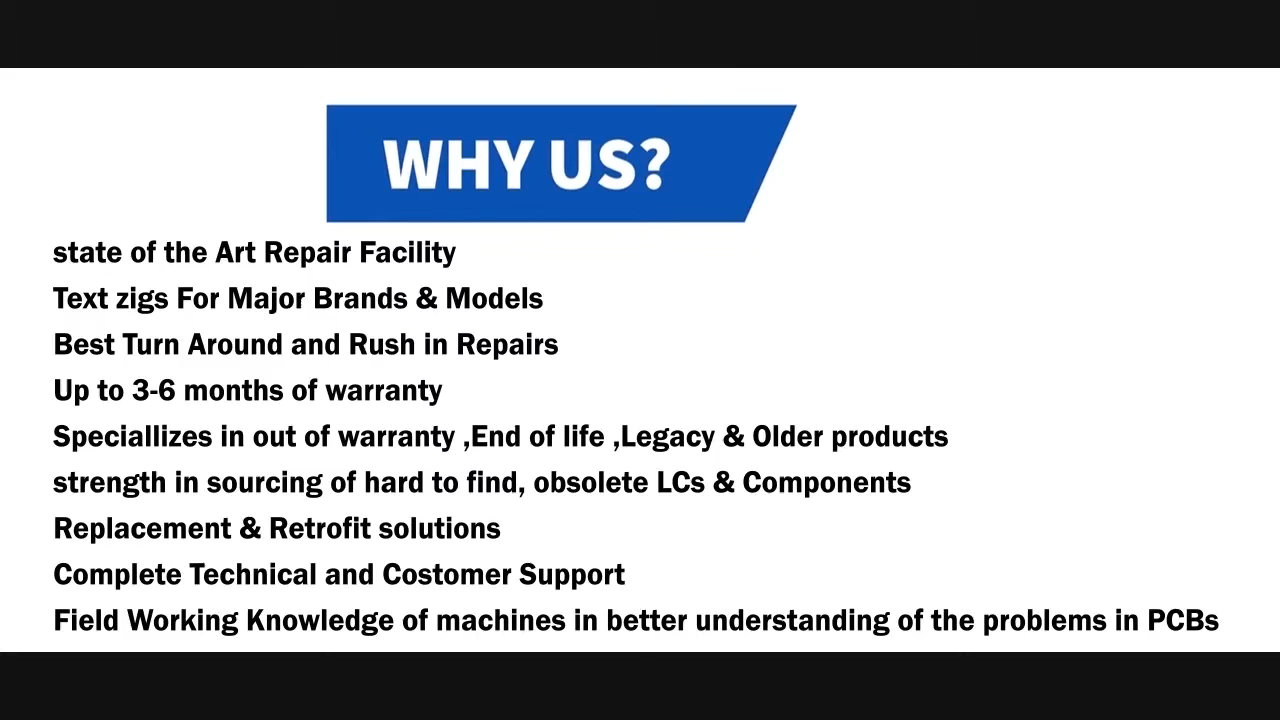 WHY US?
state of the Art Repair Facility
Text zigs For Major Brands & Models
Best Turn Around and Rush in Repairs
Up to 3-6 months of warranty
Speciallizes in out of warranty ,End of life ,Legacy & Older products
strength in sourcing of hard to find, obsolete LCs & Components
Replacement & Retrofit solutions
Complete Technical and Costomer Support
Field Working Knowledge of machines in better understanding of the problems in PCBs